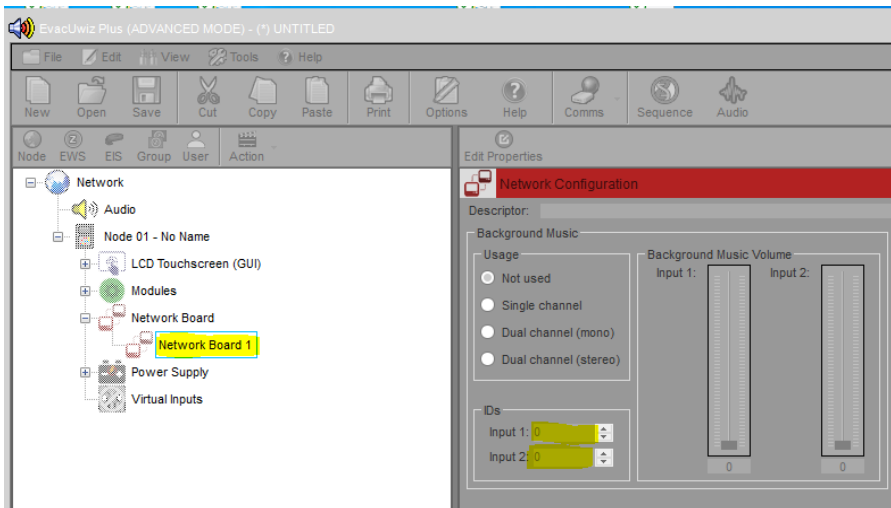 EvacUwiz Plus (ADVANCED MODE) - (*) UNTITLED
File Edit View Tools Help
New Open Save Cut Copy Paste Print Options Help Comms Sequence Audio
Node EWS EIS Group User Action
Edit Properties
Network
Audio
Node 01 - No Name
LCD Touchscreen (GUI)
Modules
Network Board
Network Board 1
Power Supply
Virtual Inputs
Network Configuration
Descriptor:
Background Music
Usage
Not used
Single channel
Dual channel (mono)
Dual channel (stereo)
IDs
Input 1: 0
Input 2: 0
Background Music Volume
Input 1: Input 2:
0 0